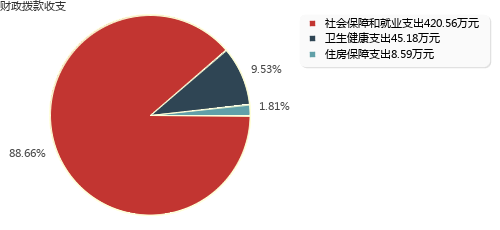 财政拨款收支
社会保障和就业支出420.56万元
卫生健康支出45.18万元
住房保障支出8.59万元
9.53%
1.81%
88.66%